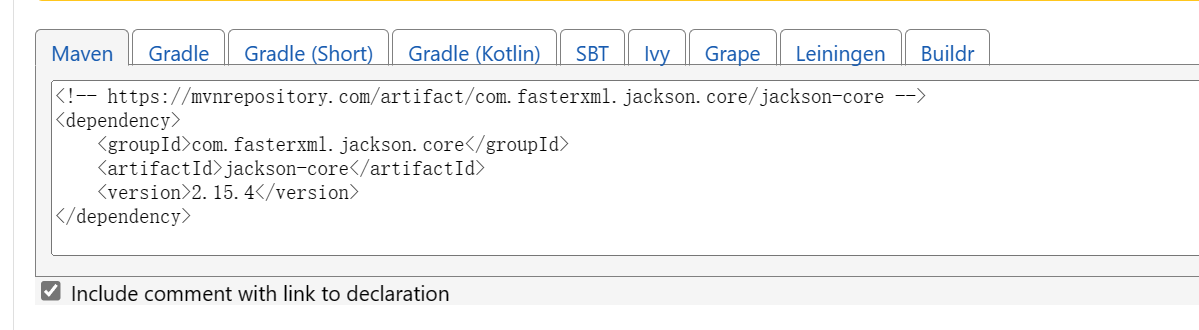 Maven Gradle Gradle (Short) Gradle (Kotlin) SBT Ivy Grape Leiningen Buildr
<!-- https://mvnrepository.com/artifact/com.fasterxml.jackson.core/jackson-core -->
<dependency>
    <groupId>com.fasterxml.jackson.core</groupId>
    <artifactId>jackson-core</artifactId>
    <version>2.15.4</version>
</dependency>
Include comment with link to declaration